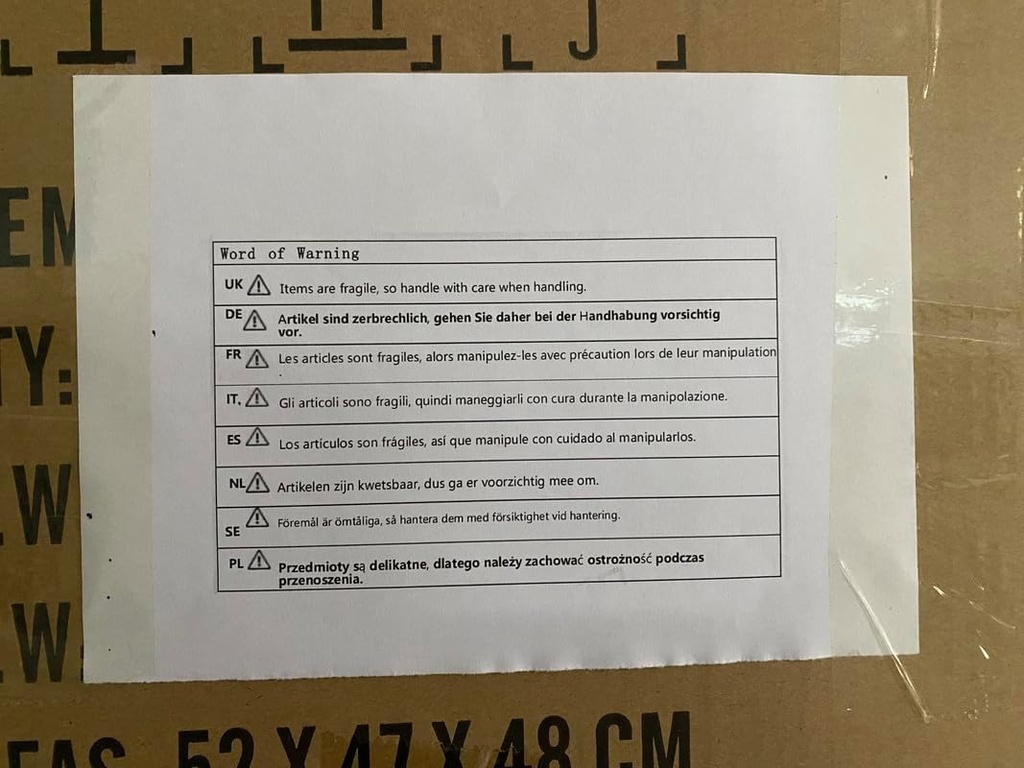 Word of Warning
UK Items are fragile, so handle with care when handling.
DE Artikel sind zerbrechlich, gehen Sie daher bei der Handhabung vorsichtig
vor.
FR Les articles sont fragiles, alors manipulez-les avec précaution lors de leur manipulation
.
IT. Gli articoli sono fragili, quindi maneggiarli con cura durante la manipolazione.
ES Los artículos son frágiles, así que manipule con cuidado al manipularlos.
NL Artikelen zijn kwetsbaar, dus ga er voorzichtig mee om.
SE Föremål är ömtåliga, så hantera dem med försiktighet vid hantering.
PL Przedmioty są delikatne, dlatego należy zachować ostrożność podczas
przenoszenia.
52 X 47 X 48 CM